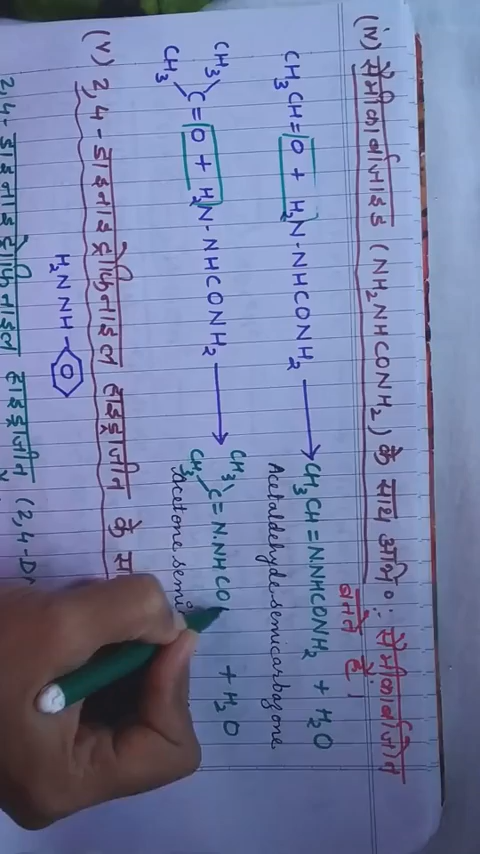 (iv) सेमीकार्बाजाइड (NH2NHCONH2) के साथ अभि०: सेमीकार्बाजोन
बनाते हैं।
CH3CH=O + H2N-NHCONH2 ⟶ CH3CH=N.NHCONH2 + H2O
Acetaldehyde semicarbazone
CH3
CH3 C=O + H2N-NHCONH2 ⟶ CH3
CH3 C=N.NHCO + H2O
Acetone semi
(v) 2,4-डाइनाइट्रोफिनाइल हाइड्राजीन के सा
H2NNH-
2,4-डाइनाइट्रोफिनाइल हाइड्राजीन (2,4-D